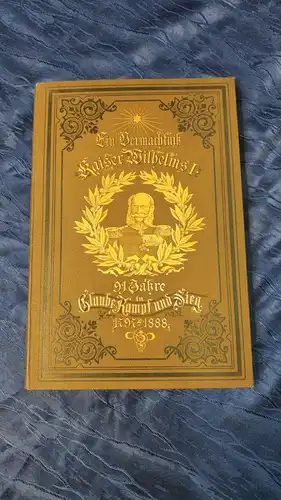 Ein Vermächtniß
Kaiser Wilhelms I.
91 Jahre
in
Glaube, Kampf und Sieg.
1797-1888.